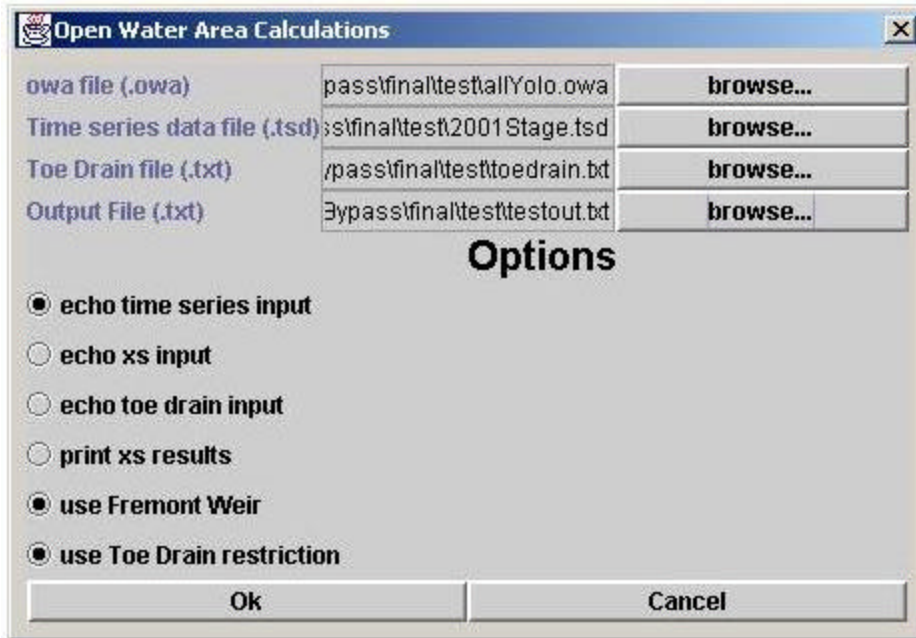 Open Water Area Calculations
owa file (.owa) pass\final\test\allYolo.owa browse...
Time series data file (.tsd) ss\final\test\2001Stage.tsd browse...
Toe Drain file (.txt) ypass\final\test\toedrain.txt browse...
Output File (.txt) Bypass\final\test\testout.txt browse...
Options
echo time series input
echo xs input
echo toe drain input
print xs results
use Fremont Weir
use Toe Drain restriction
Ok Cancel